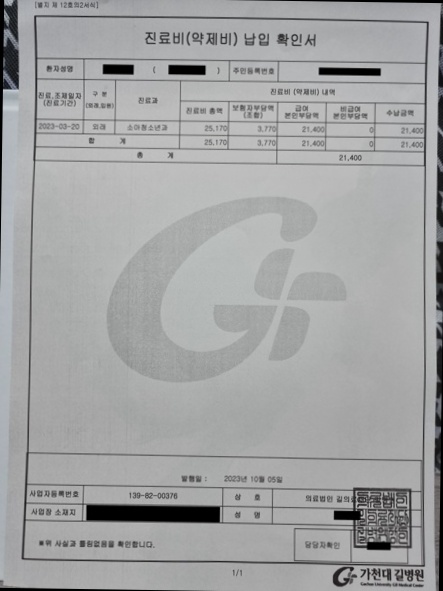 [별지 제 12호의2서식]
진료비(약제비) 납입 확인서
환자성명 ( ) 주민등록번호
진료,조제일자 (진료기간) 구 분 (외래,입원) 진료과 진료비 (약제비) 내역
진료비 총액 보험자부담액 (조합) 급여 본인부담액 비급여 본인부담액 수납금액
2023-03-20 외래 소아청소년과 25,170 3,770 21,400 0 21,400
합 계 25,170 3,770 21,400 0 21,400
총 계 21,400
발행일 : 2023년 10월 05일
사업자등록번호 139-82-00376 상 호 의료법인 길의료
사업장 소재지 성 명
※위 사실과 틀림없음을 확인합니다.
담당자확인
1/1
가천대 길병원
Gachon University Gil Medical Center